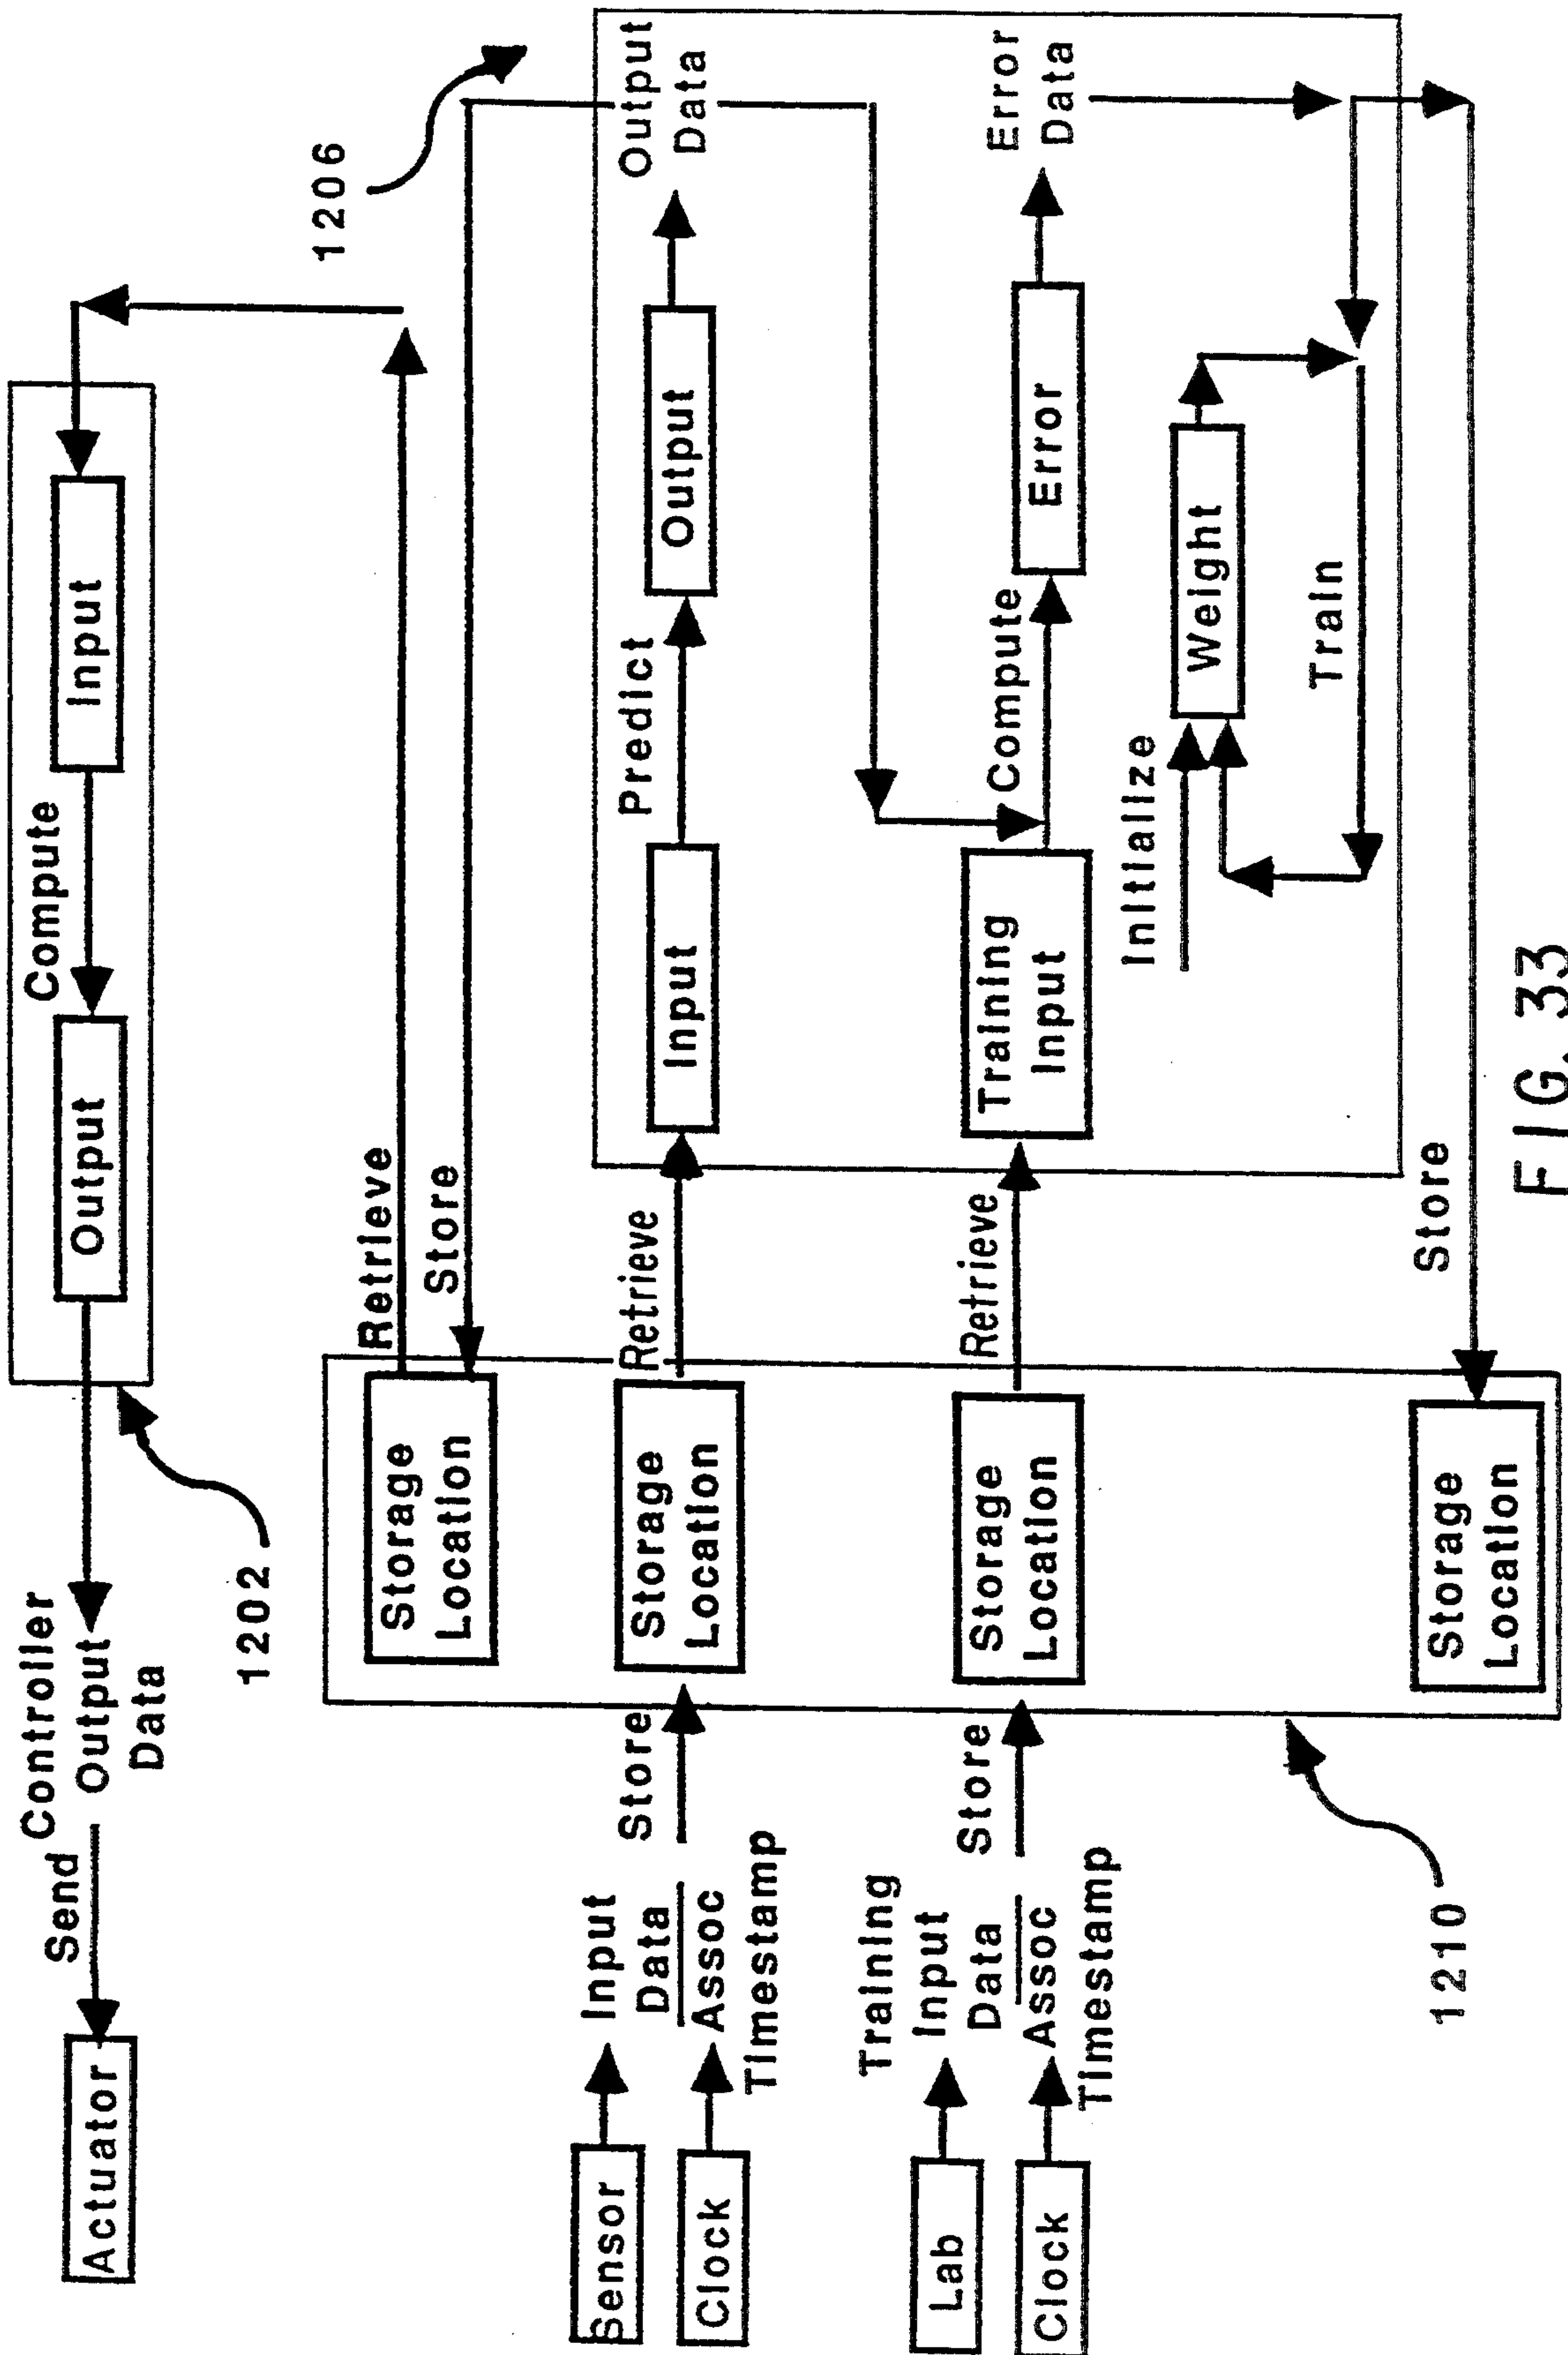 Actuator
Send
Controller
Output
Data
Output
Compute
Input
1202
1206
Retrieve
Store
Storage
Location
Sensor
Input
Data
Clock
Assoc
Timestamp
Store
Storage
Location
Retrieve
Input
Predict
Output
Output
Data
Lab
Training
Input
Data
Clock
Assoc
Timestamp
Store
Storage
Location
Retrieve
Training
Input
Compute
Error
Error
Data
Initialize
Weight
Train
Storage
Location
Store
1210
FIG. 33